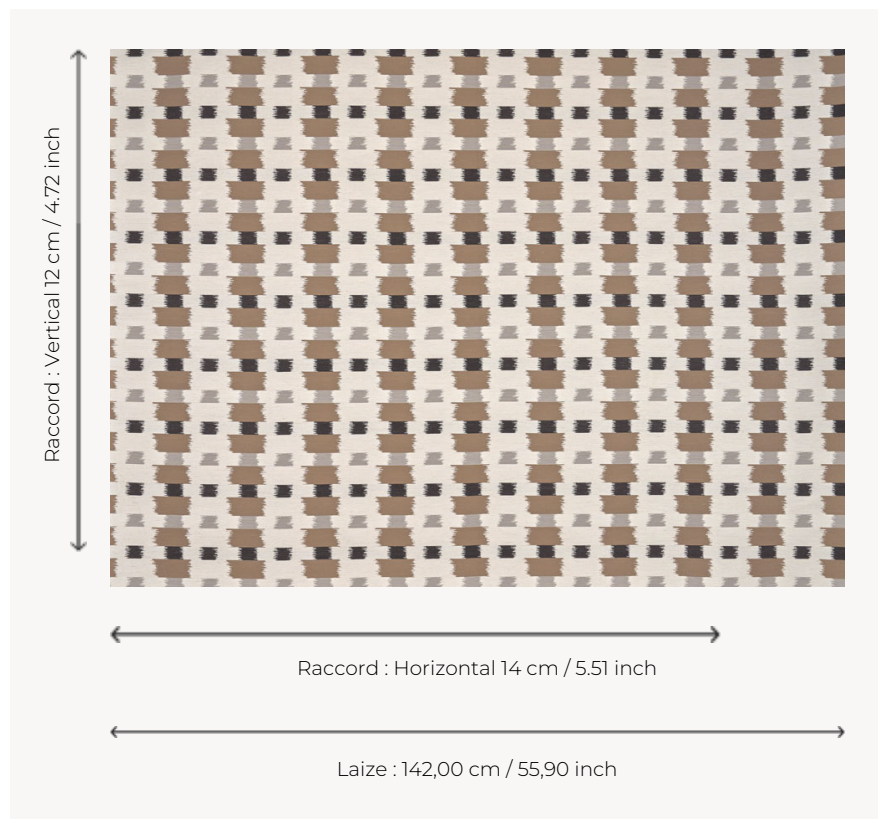 Raccord : Vertical 12 cm / 4.72 inch
Raccord : Horizontal 14 cm / 5.51 inch
Laize : 142,00 cm / 55,90 inch